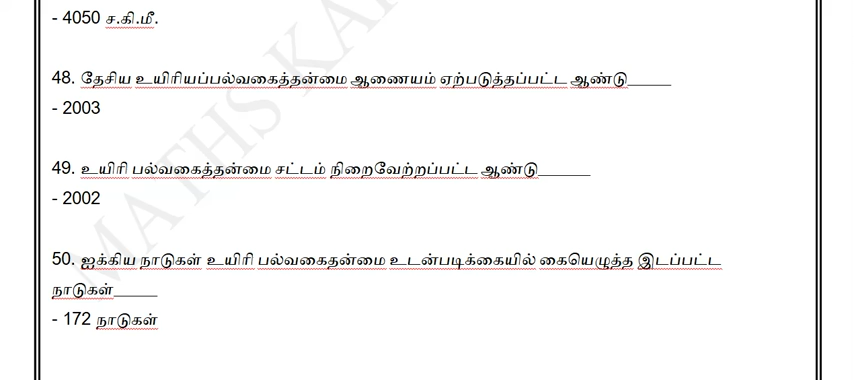 - 4050 ச.கி.மீ.
48. தேசிய உயிரியப்பல்வகைத்தன்மை ஆணையம் ஏற்படுத்தப்பட்ட ஆண்டு_____
- 2003
49. உயிரி பல்வகைத்தன்மை சட்டம் நிறைவேற்றப்பட்ட ஆண்டு______
- 2002
50. ஐக்கிய நாடுகள் உயிரி பல்வகைதன்மை உடன்படிக்கையில் கையெழுத்த இடப்பட்ட
நாடுகள்_____
- 172 நாடுகள்
MATHS KA